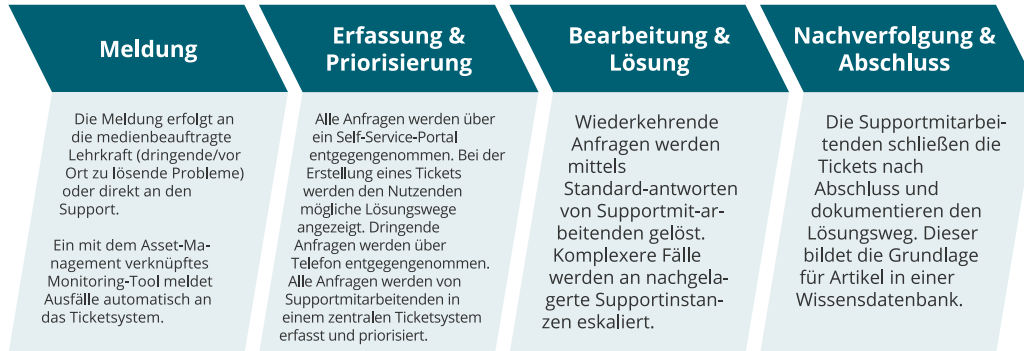 Meldung
Die Meldung erfolgt an
die medienbeauftragte
Lehrkraft (dringende/vor
Ort zu lösende Probleme)
oder direkt an den
Support.
Ein mit dem Asset-Ma-
nagement verknüpftes
Monitoring-Tool meldet
Ausfälle automatisch an
das Ticketsystem.
Erfassung &
Priorisierung
Alle Anfragen werden über
ein Self-Service-Portal
entgegengenommen. Bei der
Erstellung eines Tickets
werden den Nutzenden
mögliche Lösungswege
angezeigt. Dringende
Anfragen werden über
Telefon entgegengenommen.
Alle Anfragen werden von
Supportmitarbeitenden in
einem zentralen Ticketsystem
erfasst und priorisiert.
Bearbeitung &
Lösung
Wiederkehrende
Anfragen werden
mittels
Standard-antworten
von Supportmit-ar-
beitenden gelöst.
Komplexere Fälle
werden an nachgela-
gerte Supportinstan-
zen eskaliert.
Nachverfolgung &
Abschluss
Die Supportmitarbei-
tenden schließen die
Tickets nach
Abschluss und
dokumentieren den
Lösungsweg. Dieser
bildet die Grundlage
für Artikel in einer
Wissensdatenbank.